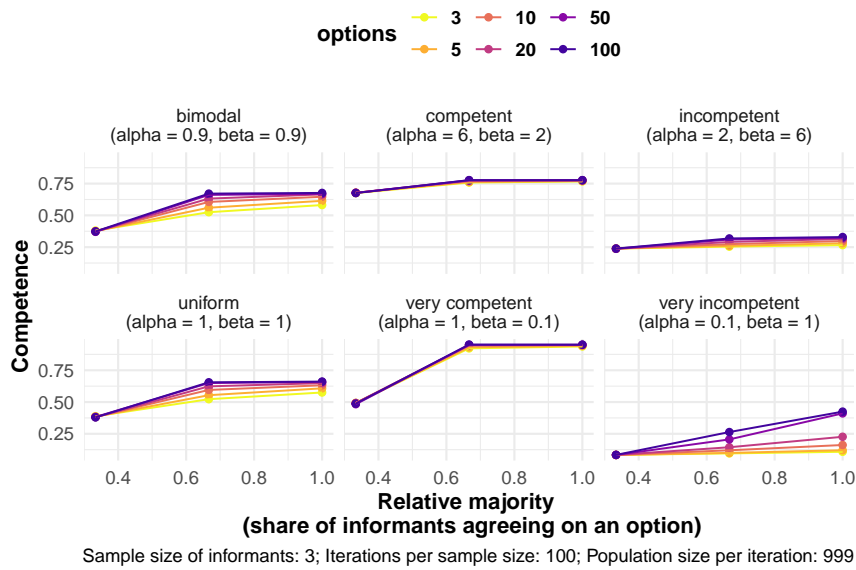 options
3 10 50
5 20 100
bimodal
(alpha = 0.9, beta = 0.9)
competent
(alpha = 6, beta = 2)
incompetent
(alpha = 2, beta = 6)
0.75
0.50
0.25
uniform
(alpha = 1, beta = 1)
very competent
(alpha = 1, beta = 0.1)
very incompetent
(alpha = 0.1, beta = 1)
0.75
0.50
0.25
Competence
0.4 0.6 0.8 1.0 0.4 0.6 0.8 1.0 0.4 0.6 0.8 1.0
Relative majority
(share of informants agreeing on an option)
Sample size of informants: 3; Iterations per sample size: 100; Population size per iteration: 999